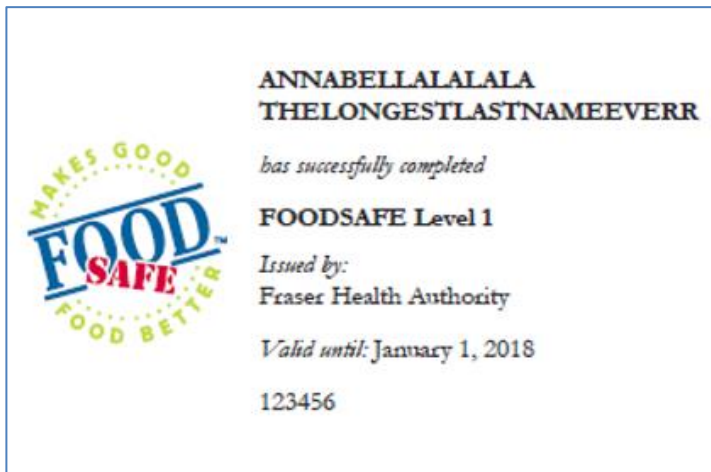 MAKES GOOD
FOOD™
SAFE
FOOD BETTER
ANNABELLALALALA
THELONGESTLASTNAMEEVERR
has successfully completed
FOODSAFE Level 1
Issued by:
Fraser Health Authority
Valid until: January 1, 2018
123456